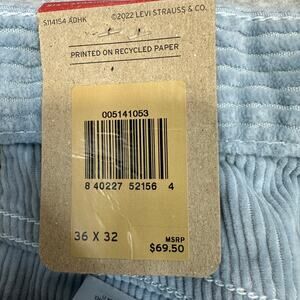 S114154 ADHK ©2022 LEVI STRAUSS & CO.
PRINTED ON RECYCLED PAPER
005141053
8 40227 52156 4
36 X 32
MSRP
$69.50